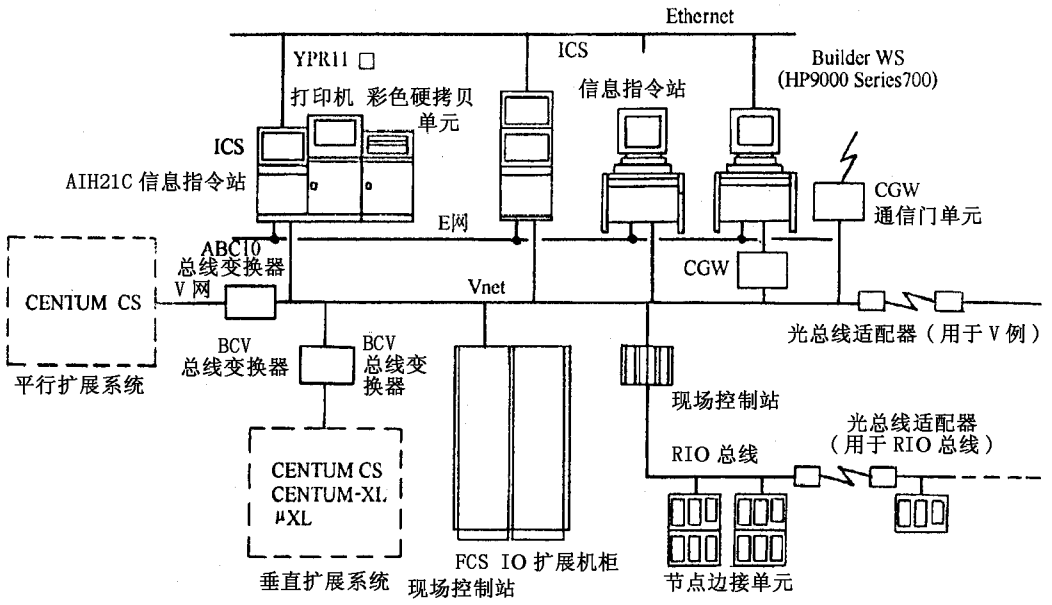 Ethernet
ICS
YPR11 □
Builder WS
(HP9000 Series700)
打印机 彩色硬拷贝
单元
信息指令站
ICS
AIH21C 信息指令站
CGW
通信门单元
E网
ABC10
总线变换器
V 网
CGW
Vnet
CENTUM CS
光总线适配器（用于 V 例）
BCV
总线变换器
BCV
总线变
换器
平行扩展系统
现场控制站
光总线适配器
（用于 RIO 总线）
RIO 总线
CENTUM CS
CENTUM-XL
μXL
FCS IO 扩展机柜
现场控制站
垂直扩展系统
节点边接单元